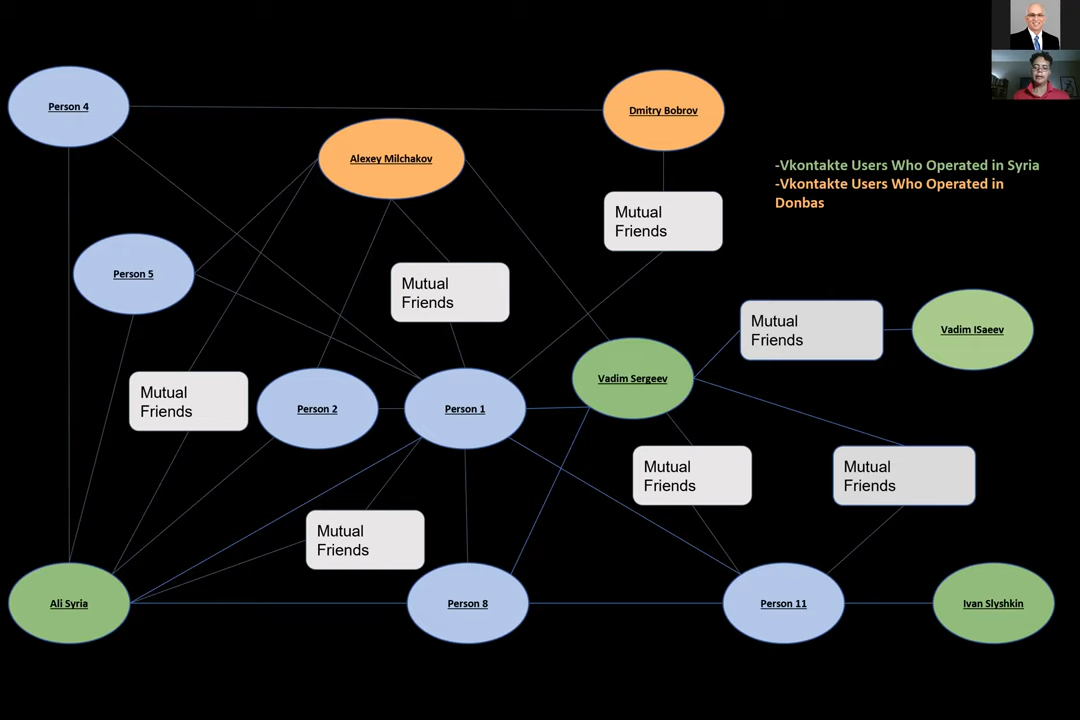 Person 4
Dmitry Bobrov
Alexey Milchakov
-Vkontakte Users Who Operated in Syria
-Vkontakte Users Who Operated in
Donbas
Mutual
Friends
Person 5
Mutual
Friends
Mutual
Friends
Vadim ISaeev
Vadim Sergeev
Mutual
Friends
Person 2
Person 1
Mutual
Friends
Mutual
Friends
Mutual
Friends
Ali Syria
Person 8
Person 11
Ivan Slyshkin